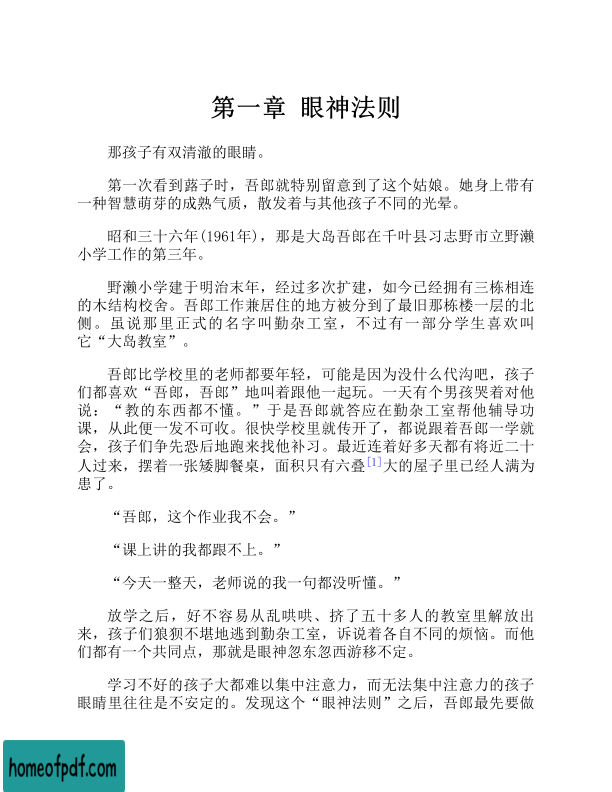 第一章 眼神法则
那孩子有双清澈的眼睛。
第一次看到蕗子时，吾郎就特别留意到了这个姑娘。她身上带有
一种智慧萌芽的成熟气质，散发着与其他孩子不同的光晕。
昭和三十六年(1961年)，那是大岛吾郎在千叶县习志野市立野濑
小学工作的第三年。
野濑小学建于明治末年，经过多次扩建，如今已经拥有三栋相连
的木结构校舍。吾郎工作兼居住的地方被分到了最旧那栋楼一层的北
侧。虽说那里正式的名字叫勤杂工室，不过有一部分学生喜欢叫
它“大岛教室”。
吾郎比学校里的老师都要年轻，可能是因为没什么代沟吧，孩子
们都喜欢“吾郎，吾郎”地叫着跟他一起玩。一天有个男孩哭着对他
说：“教的东西都不懂。”于是吾郎就答应在勤杂工室帮他辅导功
课，从此便一发不可收。很快学校里就传开了，都说跟着吾郎一学就
会，孩子们争先恐后地跑来找他补习。最近连着好多天都有将近二十
人过来，摆着一张矮脚餐桌，面积只有六叠[1]大的屋子里已经人满为
患了。
“吾郎，这个作业我不会。”
“课上讲的我都跟不上。”
“今天一整天，老师说的我一句都没听懂。”
放学之后，好不容易从乱哄哄、挤了五十多人的教室里解放出
来，孩子们狼狈不堪地逃到勤杂工室，诉说着各自不同的烦恼。而他
们都有一个共同点，那就是眼神忽东忽西游移不定。
学习不好的孩子大都难以集中注意力，而无法集中注意力的孩子
眼睛里往往是不安定的。发现这个“眼神法则”之后，吾郎最先要做
homeofpdf.com